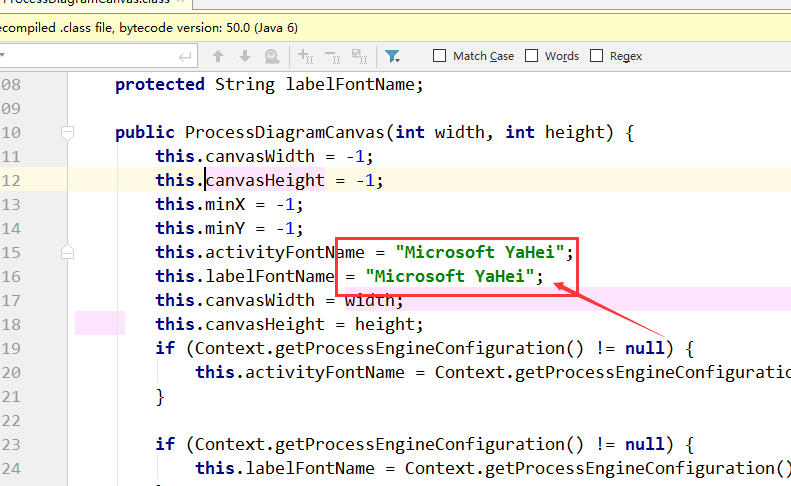 ProcessDiagramCanvas.class
ecompiled .class file, bytecode version: 50.0 (Java 6)
Match Case Words Regex
08 protected String labelFontName;
09
10 public ProcessDiagramCanvas(int width, int height) {
11 this.canvasWidth = -1;
12 this.canvasHeight = -1;
13 this.minX = -1;
14 this.minY = -1;
15 this.activityFontName = "Microsoft YaHei";
16 this.labelFontName = "Microsoft YaHei";
17 this.canvasWidth = width;
18 this.canvasHeight = height;
19 if (Context.getProcessEngineConfiguration() != null) {
20 this.activityFontName = Context.getProcessEngineConfiguratio
21 }
22
23 if (Context.getProcessEngineConfiguration() != null) {
24 this.labelFontName = Context.getProcessEngineConfiguration()